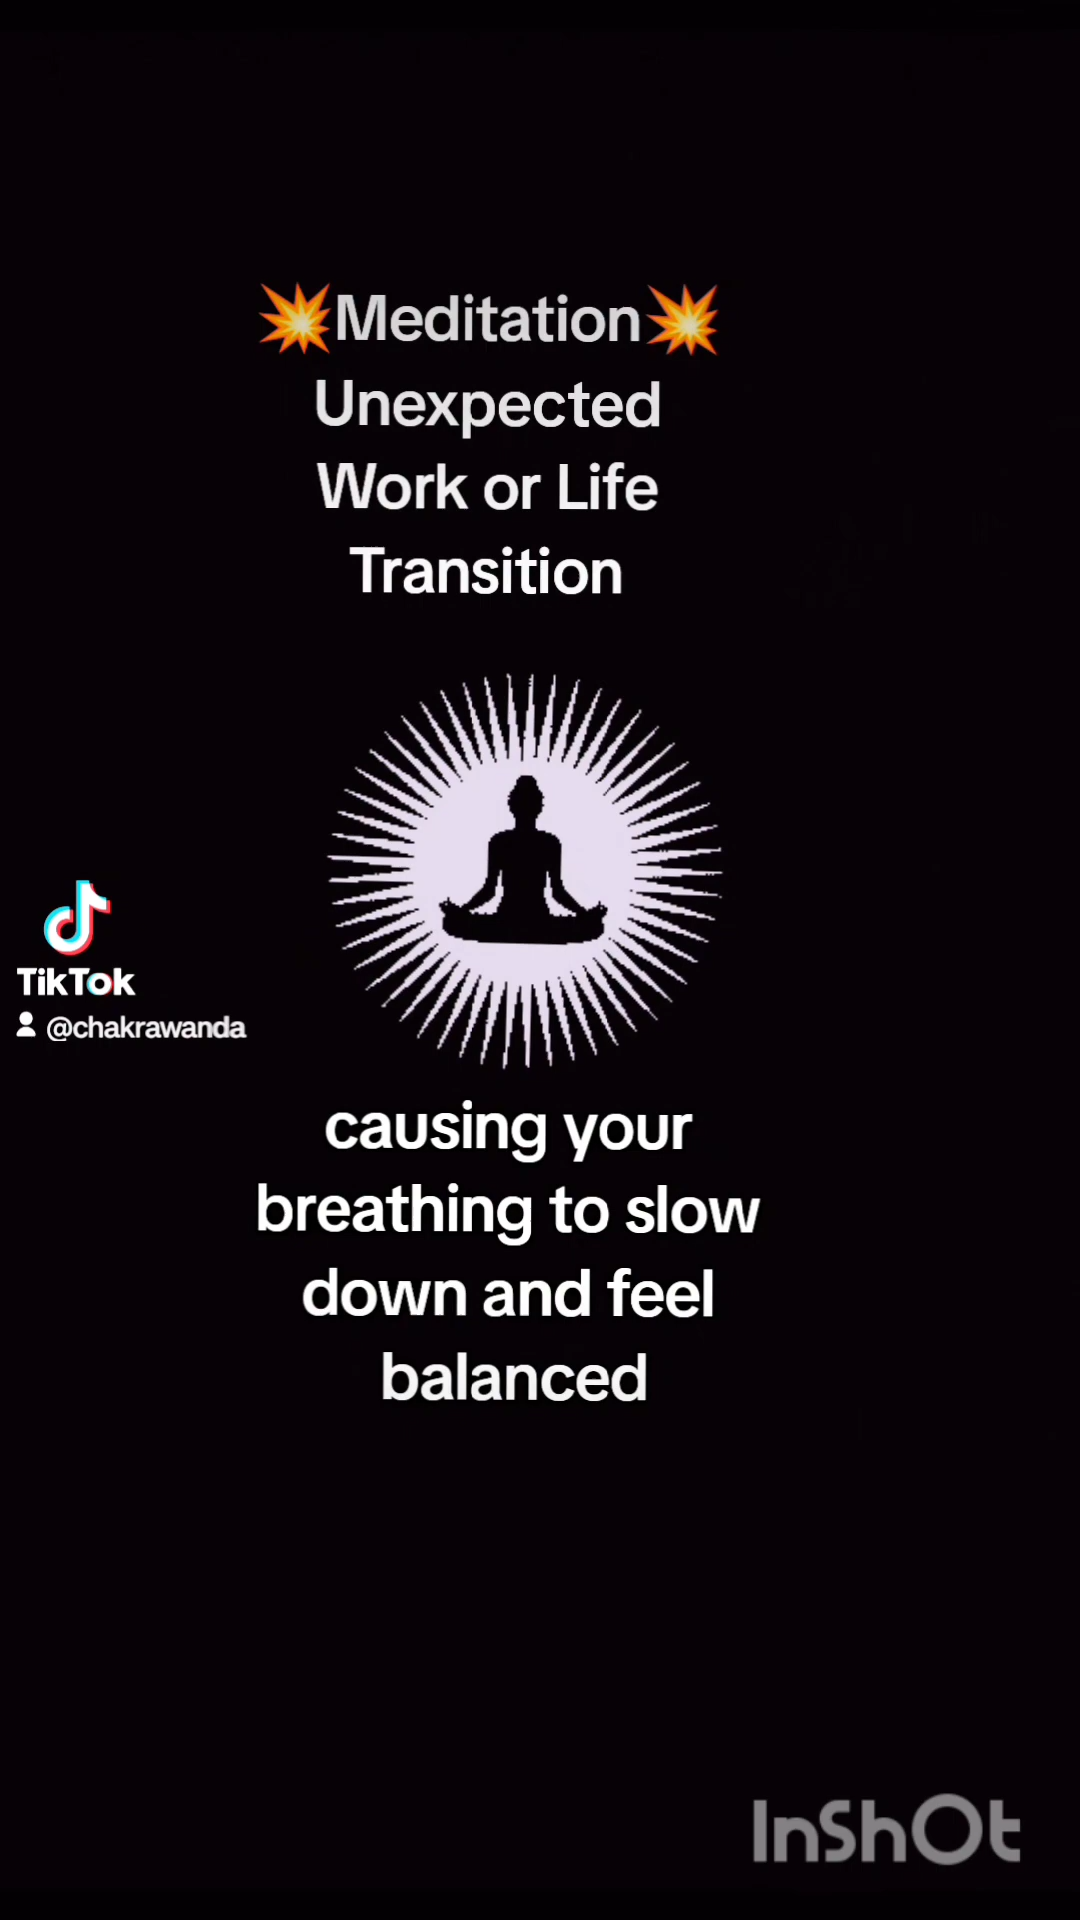 💥Meditation💥
Unexpected
Work or Life
Transition
TikTok
@chakrawanda
causing your
breathing to slow
down and feel
balanced
InShOt